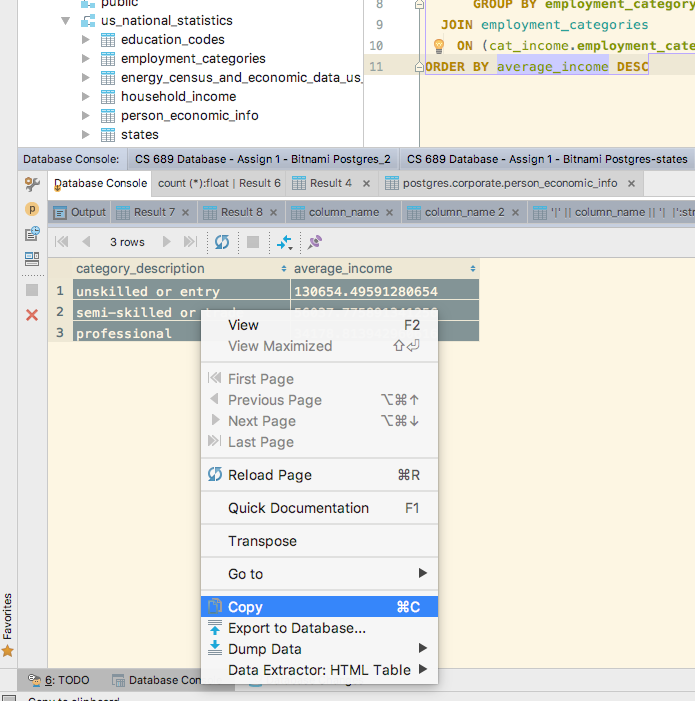 public
us_national_statistics
education_codes
employment_categories
energy_census_and_economic_data_us_
household_income
person_economic_info
states
8 GROUP BY employment_category
9 JOIN employment_categories
10 ON (cat_income.employment_cate
11 ORDER BY average_income DESC
Database Console: CS 689 Database - Assign 1 - Bitnami Postgres_2 CS 689 Database - Assign 1 - Bitnami Postgres-states
Database Console count (*):float | Result 6 Result 4 postgres.corporate.person_economic_info
Output Result 7 Result 8 column_name column_name 2 '|' || column_name || '| |':str
3 rows
category_description average_income
1 unskilled or entry 130654.49591280654
2 semi-skilled or
3 professional
View F2
View Maximized ⇧⏎
First Page
Previous Page ⌥⌘↑
Next Page ⌥⌘↓
Last Page
Reload Page ⌘R
Quick Documentation F1
Transpose
Go to
Copy ⌘C
Export to Database...
Dump Data
Data Extractor: HTML Table
Favorites
6: TODO Database Con
Copy to clipboard